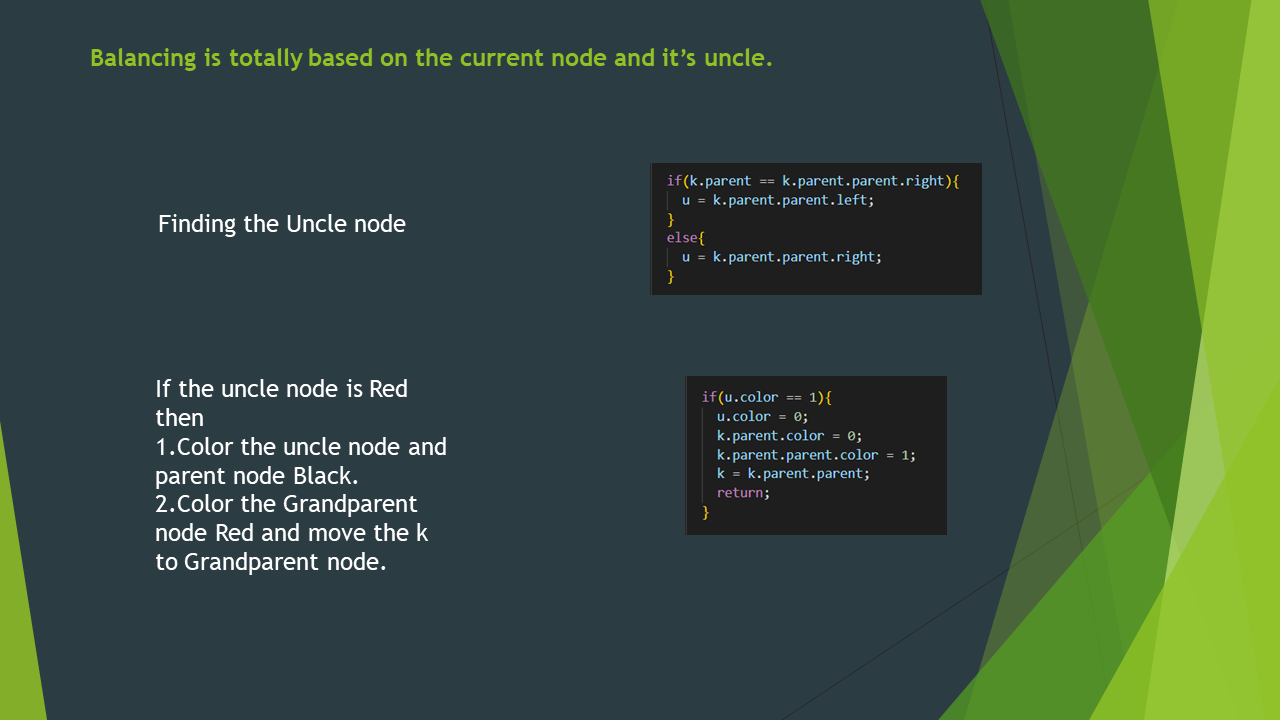 Balancing is totally based on the current node and it’s uncle.
Finding the Uncle node
if(k.parent == k.parent.parent.right){
u = k.parent.parent.left;
}
else{
u = k.parent.parent.right;
}
If the uncle node is Red
then
1.Color the uncle node and
parent node Black.
2.Color the Grandparent
node Red and move the k
to Grandparent node.
if(u.color == 1){
u.color = 0;
k.parent.color = 0;
k.parent.parent.color = 1;
k = k.parent.parent;
return;
}